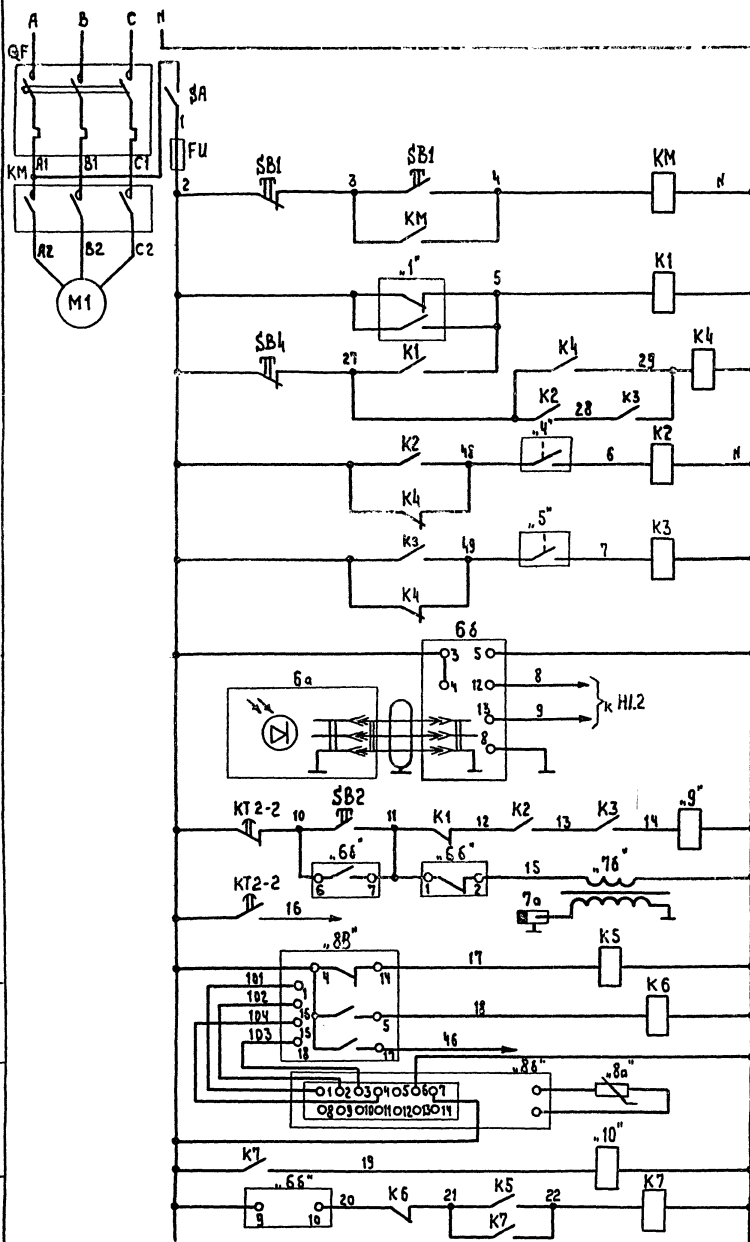 A B C N
QF
SA
1
FU
A1 B1 C1
KM
2
SB1 3 SB1 4 KM N
KM
A2 B2 C2
M1
„1" 5 K1
SB4 27 K1 K4 29 K4
K2 28 K3
K2 48 „4" 6 K2 N
K4
K3 49 „5" 7 K3
K4
6б
3 5
6а
4 12 8
13 9 к Н1.2
8
KT2-2 10 SB2 11 K1 12 K2 13 K3 14 „9"
„6б" „6б"
6 7 1 2 15 „7б"
KT2-2 16 7а
„8В"
4 14 17 K5
101 1
102 16 5 18 K6
104 15
103 18 17 46
„8б" „8а"
1 2 3 4 5 6 7
8 9 10 11 12 13 14
K7 19 „10"
„6б" 9 10 20 K6 21 K5 22 K7
K7